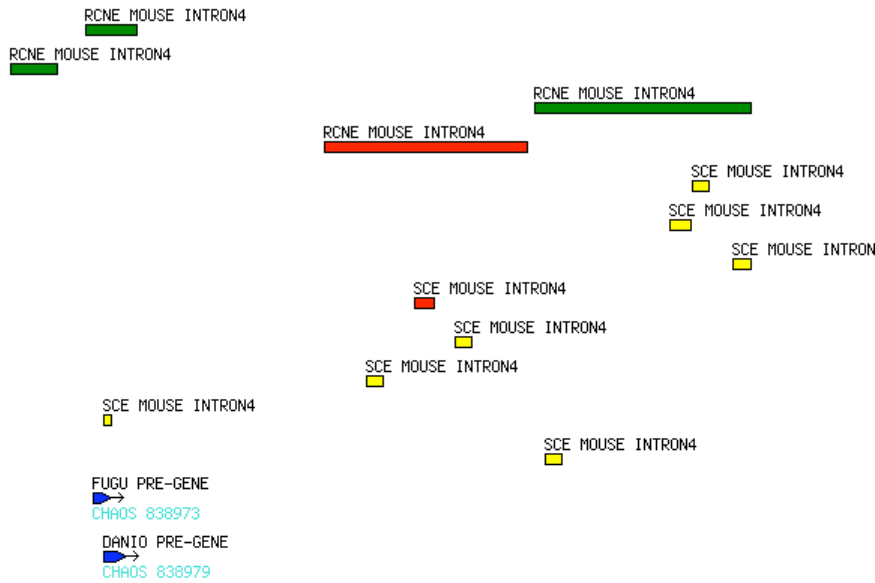 RCNE MOUSE INTRON4
RCNE MOUSE INTRON4
RCNE MOUSE INTRON4
RCNE MOUSE INTRON4
SCE MOUSE INTRON4
SCE MOUSE INTRON4
SCE MOUSE INTRON
SCE MOUSE INTRON4
SCE MOUSE INTRON4
SCE MOUSE INTRON4
SCE MOUSE INTRON4
SCE MOUSE INTRON4
FUGU PRE-GENE
CHAOS 838973
DANIO PRE-GENE
CHAOS 838979